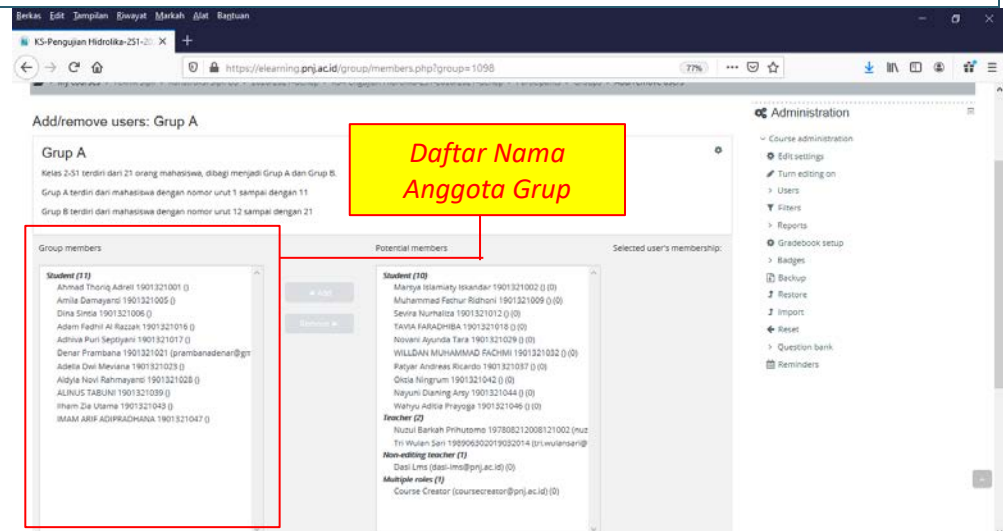 Berkas Edit Tampilan Riwayat Markah Alat Bantuan
KS-Pengujian Hidrolika-2S1-20
https://elearning.pnj.ac.id/group/members.php?group=1098
77%
Add/remove users: Grup A
Grup A
Kelas 2-S1 terdiri dari 21 orang mahasiswa, dibagi menjadi Grup A dan Grup B.
Grup A terdiri dari mahasiswa dengan nomor urut 1 sampai dengan 11
Grup B terdiri dari mahasiswa dengan nomor urut 12 sampai dengan 21
Daftar Nama
Anggota Grup
Group members
Student (11)
Ahmad Thoriq Adreil 1901321001 ()
Amila Damayanti 1901321005 ()
Dina Sintia 1901321006 ()
Adam Fadhil Al Razzak 1901321016 ()
Adhiva Puri Septiyani 1901321017 ()
Denar Prambana 1901321021 (prambanadenar@gm
Adelia Dwi Meviana 1901321023 ()
Aldyla Novi Rahmayanti 1901321028 ()
ALINUS TABUNI 1901321039 ()
Ilham Zia Utama 1901321043 ()
IMAM ARIF ADIPRADHANA 1901321047 ()
Add
Remove
Potential members
Student (10)
Marsya Islamiaty Iskandar 1901321002 () (0)
Muhammad Fathur Ridhoni 1901321009 () (0)
Sevira Nurhaliza 1901321012 () (0)
TAVIA FARADHIBA 1901321018 () (0)
Novani Ayunda Tara 1901321029 () (0)
WILLDAN MUHAMMAD FACHMI 1901321032 () (0)
Patyar Andreas Ricardo 1901321037 () (0)
Oktia Ningrum 1901321042 () (0)
Nayuni Dianing Arsy 1901321044 () (0)
Wahyu Aditia Prayoga 1901321046 () (0)
Teacher (2)
Nuzul Barkah Prihutomo 197808212008121002 (nuz
Tri Wulan Sari 198906302019032014 (tri.wulansari@
Non-editing teacher (1)
Dasi Lms (dasi-lms@pnj.ac.id) (0)
Multiple roles (1)
Course Creator (coursecreator@pnj.ac.id) (0)
Selected user's membership:
Administration
Course administration
Edit settings
Turn editing on
Users
Filters
Reports
Gradebook setup
Badges
Backup
Restore
Import
Reset
Question bank
Reminders